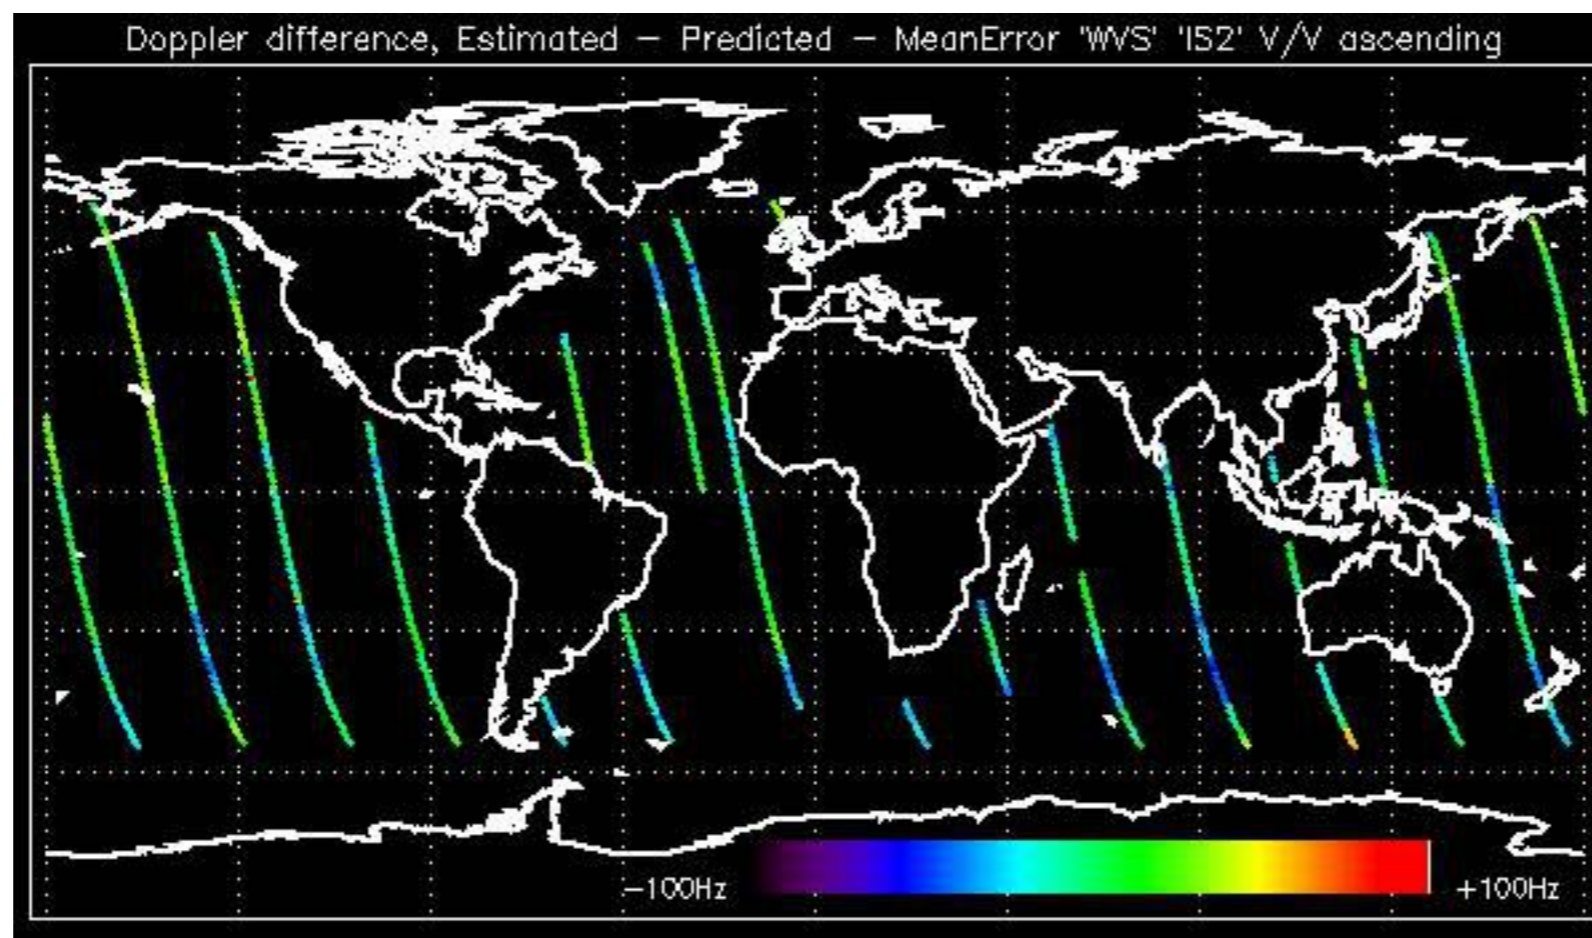 Doppler difference, Estimated – Predicted – MeanError 'WVS' 'IS2' V/V ascending
−100Hz
+100Hz